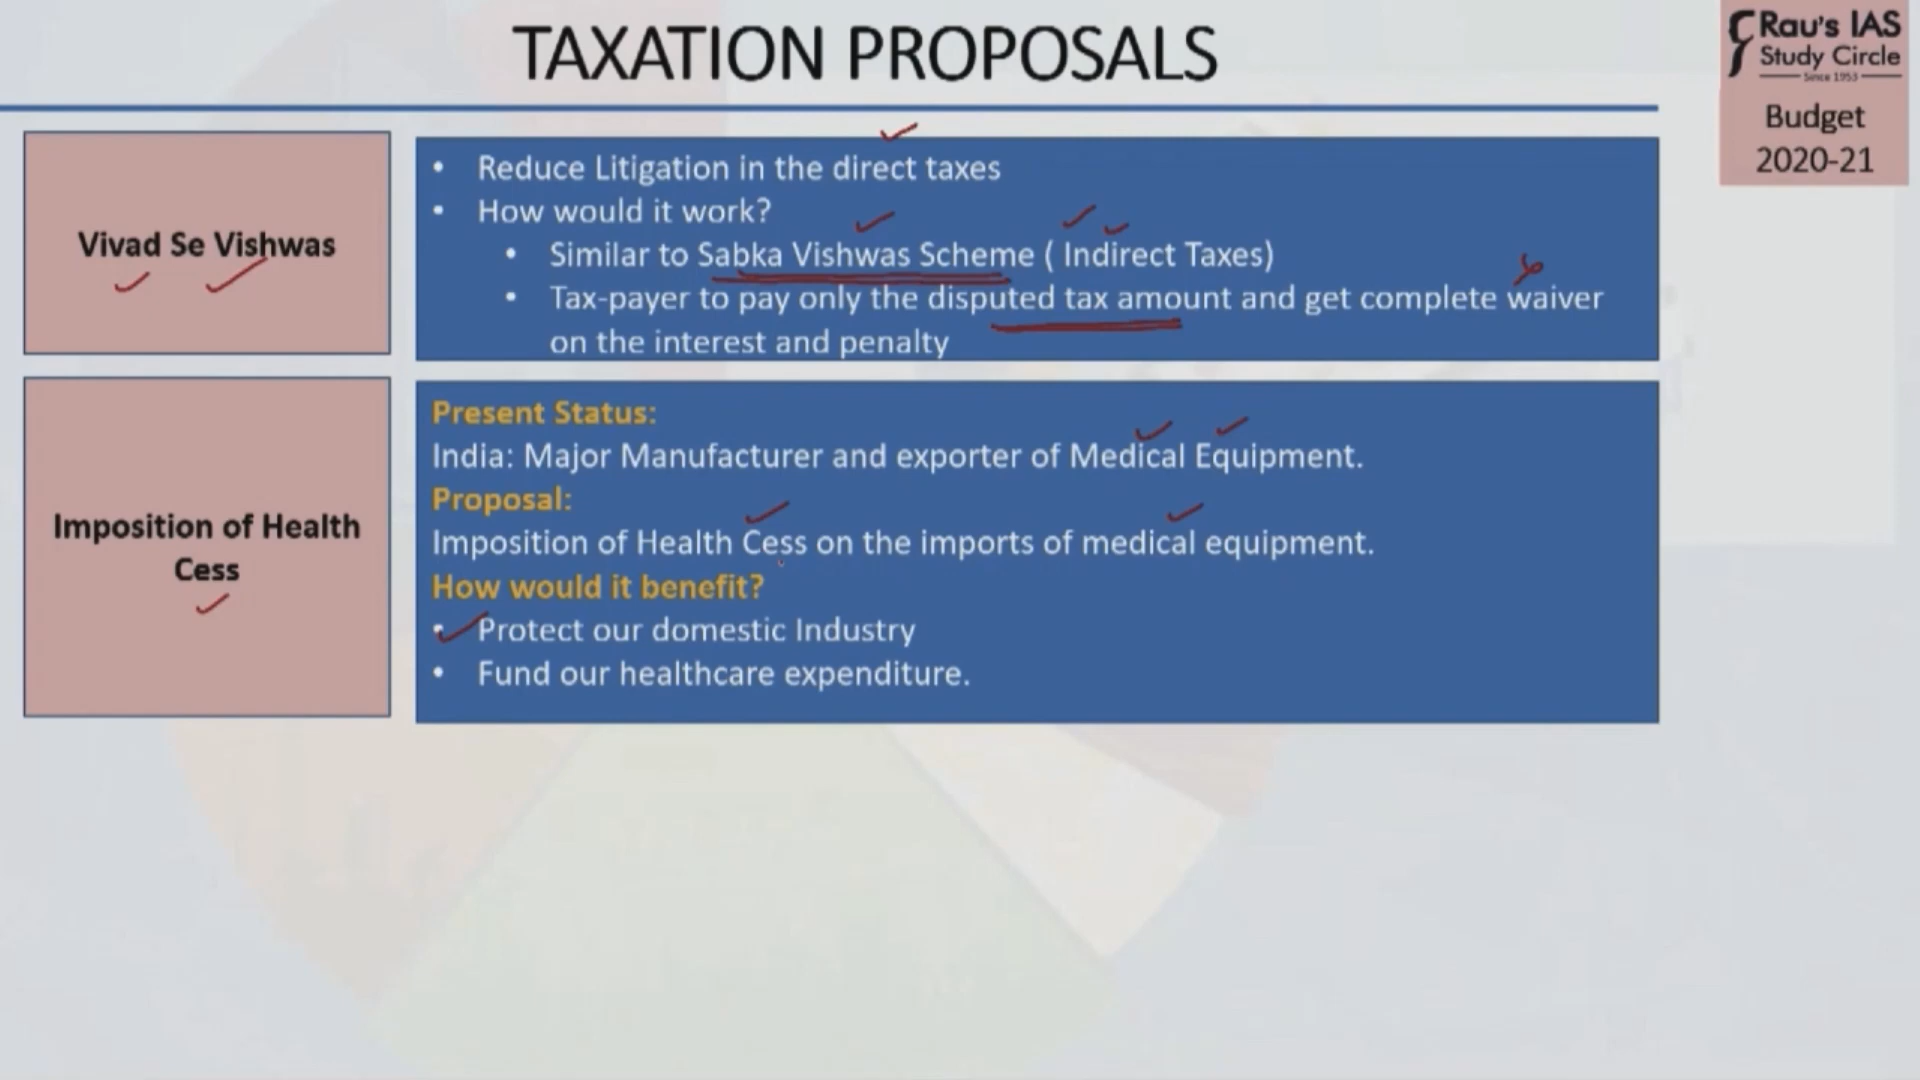 TAXATION PROPOSALS
Rau's IAS
Study Circle
Since 1953
Budget
2020-21
Vivad Se Vishwas
• Reduce Litigation in the direct taxes
• How would it work?
• Similar to Sabka Vishwas Scheme ( Indirect Taxes)
• Tax-payer to pay only the disputed tax amount and get complete waiver
on the interest and penalty
Imposition of Health
Cess
Present Status:
India: Major Manufacturer and exporter of Medical Equipment.
Proposal:
Imposition of Health Cess on the imports of medical equipment.
How would it benefit?
• Protect our domestic Industry
• Fund our healthcare expenditure.